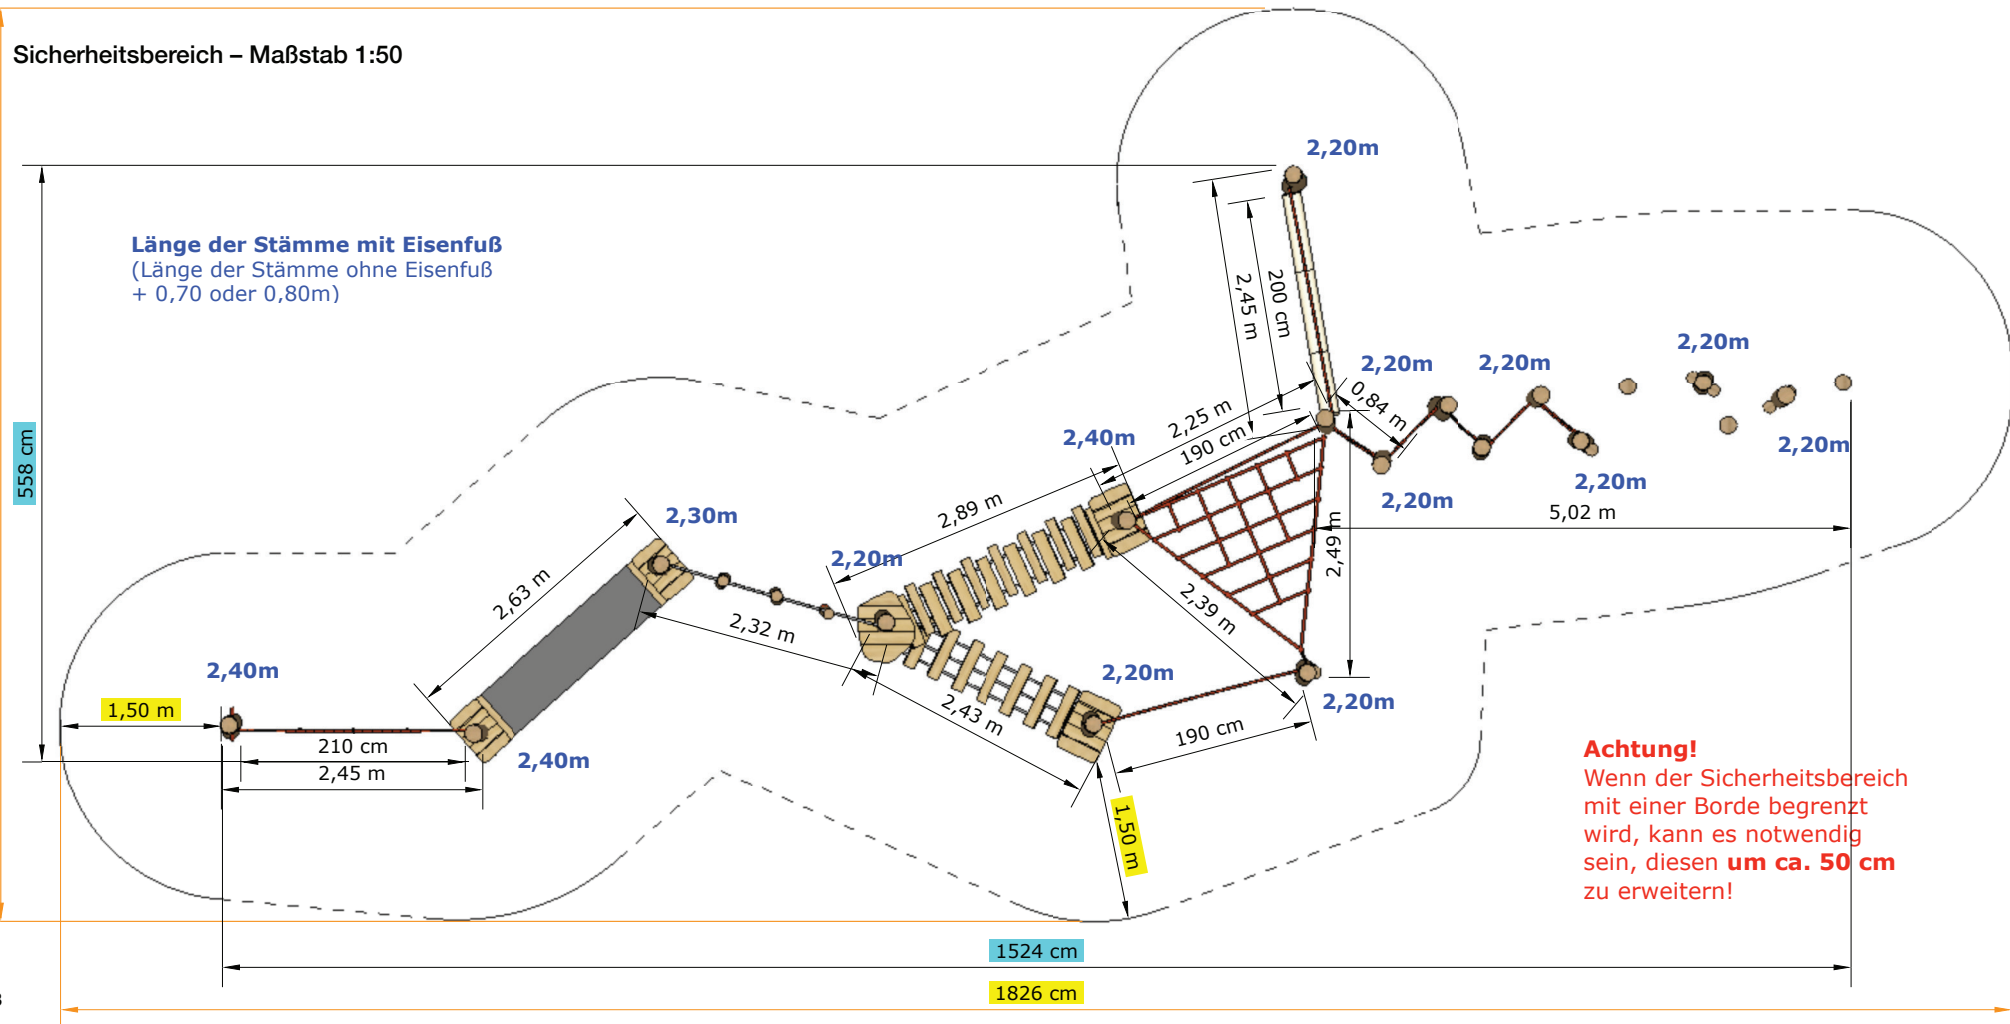 Sicherheitsbereich – Maßstab 1:50
2,20m
Länge der Stämme mit Eisenfuß
(Länge der Stämme ohne Eisenfuß
+ 0,70 oder 0,80m)
200 cm
2,45 m
2,20m
2,20m
2,20m
0,84 m
2,25 m
190 cm
2,40m
558 cm
2,20m
2,20m
2,20m
5,02 m
2,89 m
2,30m
2,49 m
2,20m
2,63 m
2,39 m
2,32 m
2,40m
2,20m
2,20m
1,50 m
2,43 m
190 cm
210 cm
2,45 m
2,40m
1,50 m
Achtung!
Wenn der Sicherheitsbereich
mit einer Borde begrenzt
wird, kann es notwendig
sein, diesen um ca. 50 cm
zu erweitern!
1524 cm
1826 cm